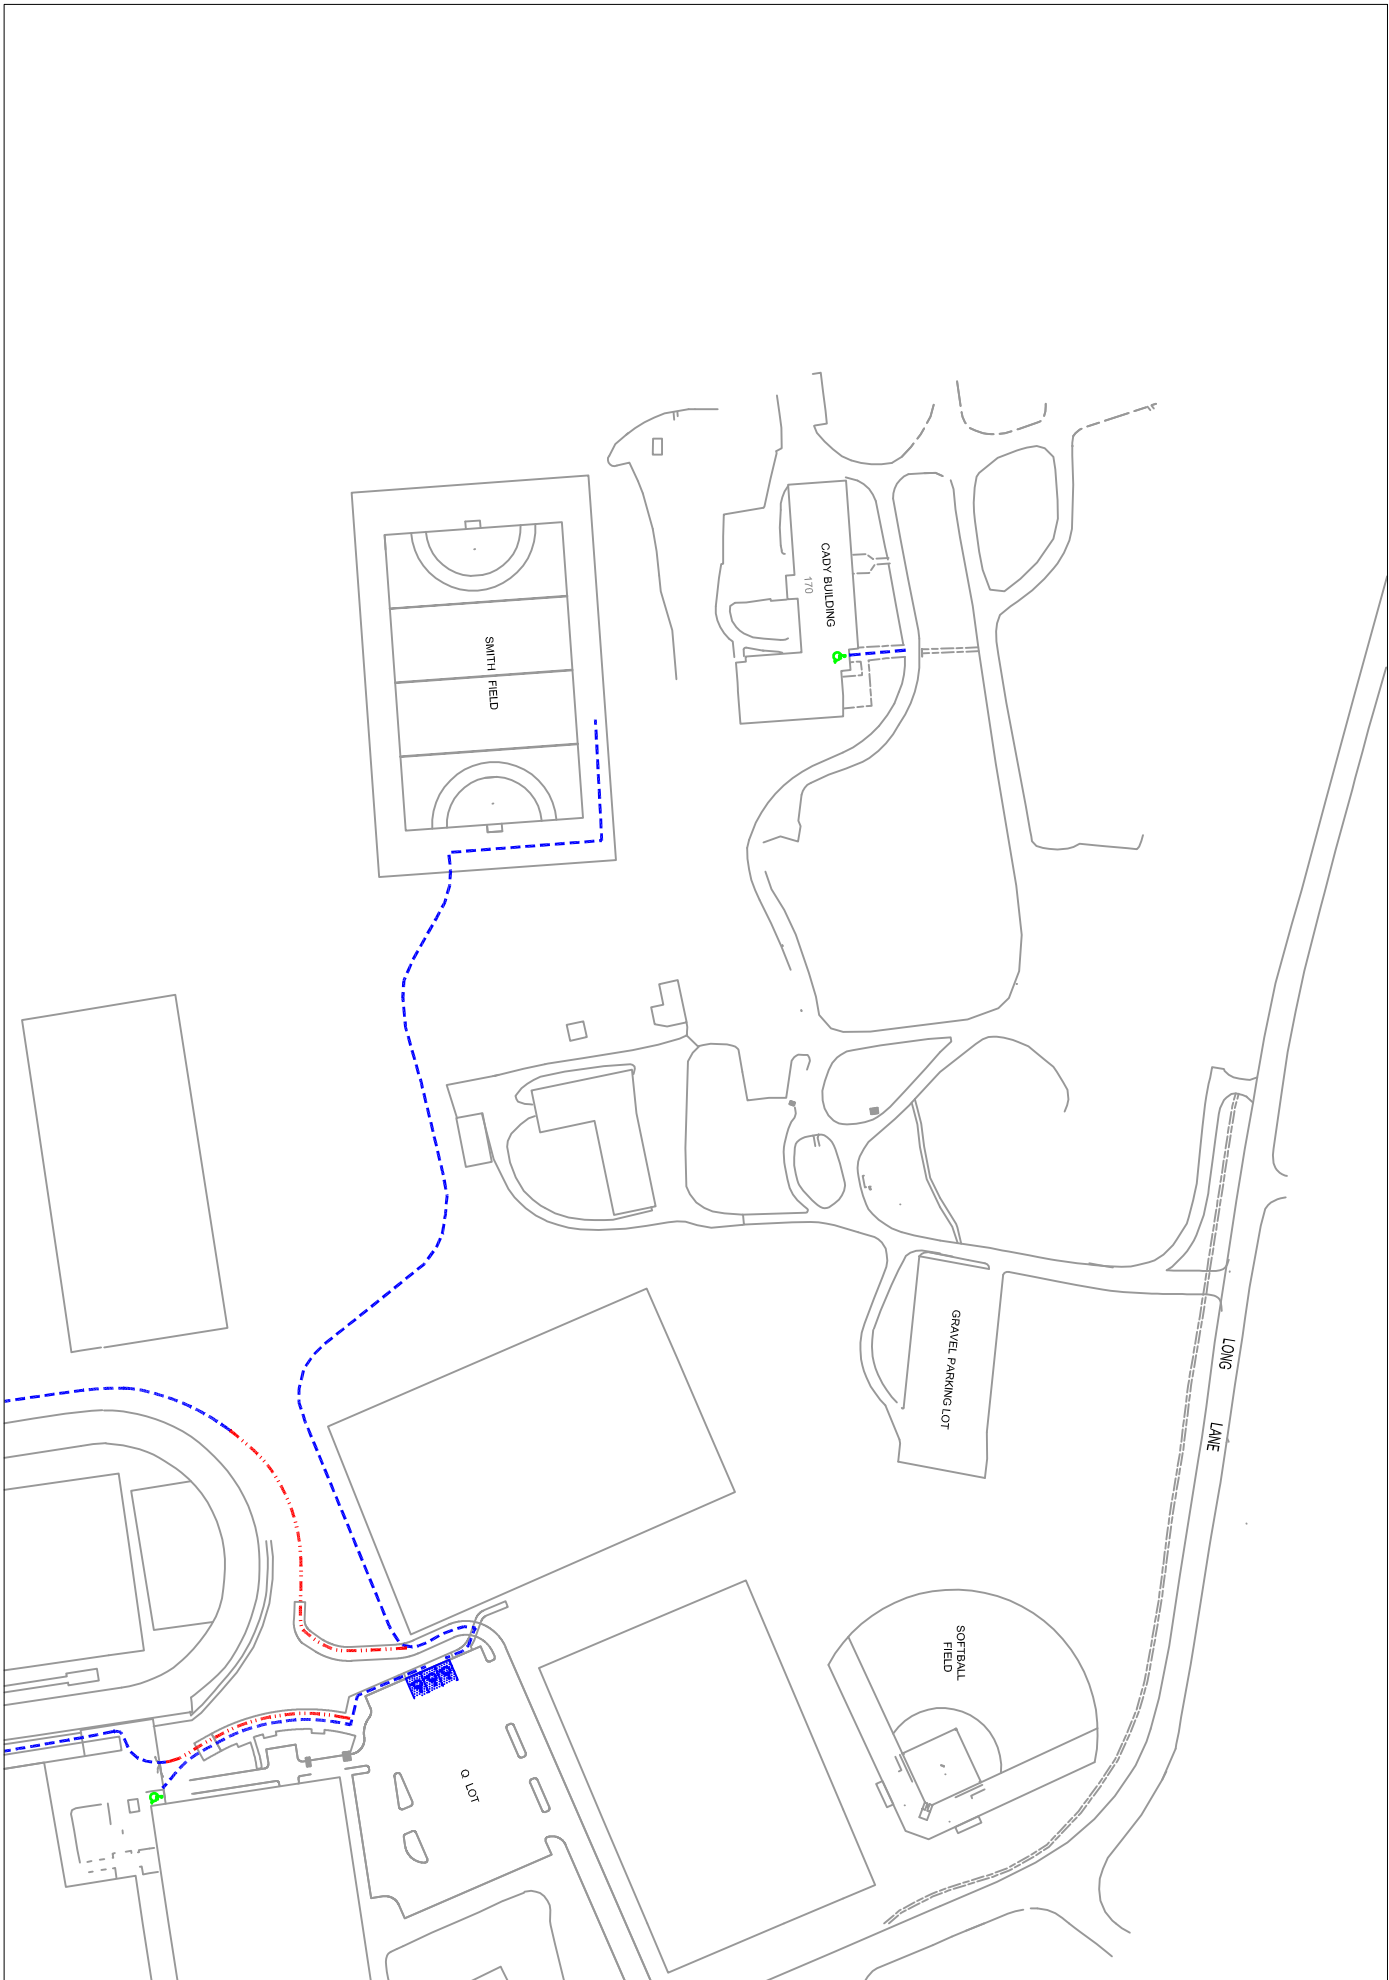 CADY BUILDING
170
SMITH FIELD
GRAVEL PARKING LOT
LONG LANE
SOFTBALL
FIELD
Q LOT